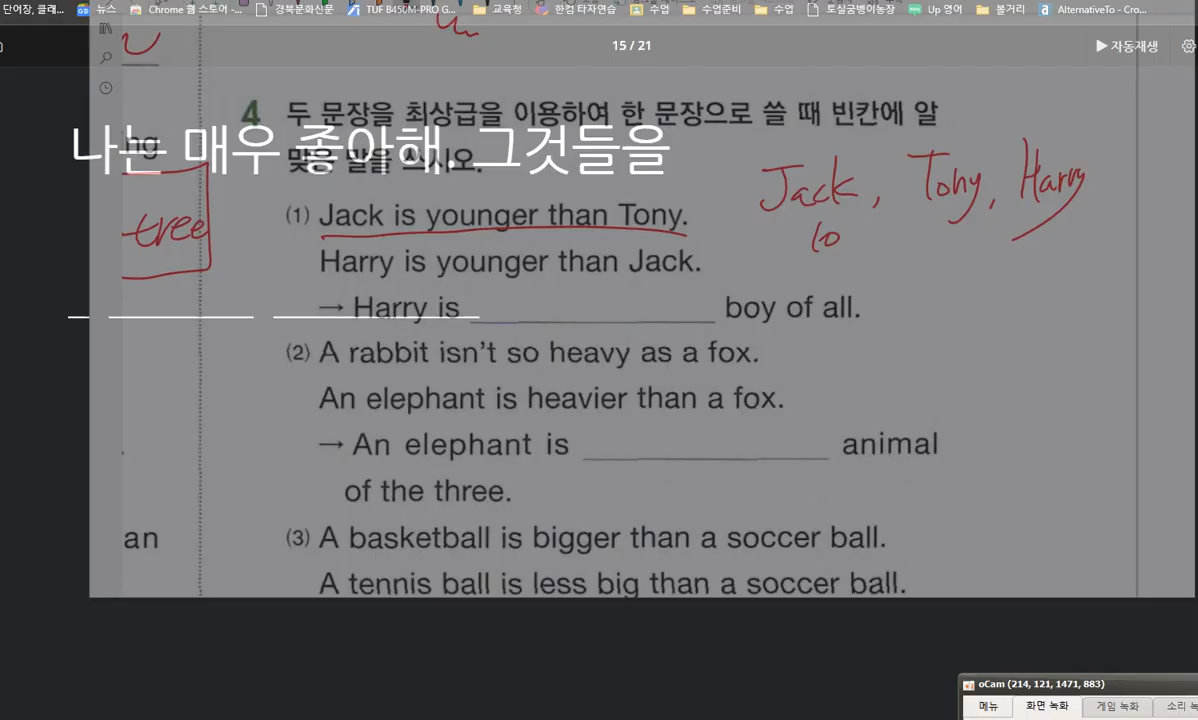 단어장, 클래... 뉴스 Chrome 웹 스토어 -... 경북문화신문 TUF B450M-PRO G... 교육청 한컴 타자연습 수업 수업준비 수업 토실굼벵이농장 Up 영어 볼거리 AlternativeTo - Cro...
15 / 21
자동재생
4 두 문장을 최상급을 이용하여 한 문장으로 쓸 때 빈칸에 알
맞은 말을 쓰시오.
나는 매우 좋아해. 그것들을
ng
tree
Jack, Tony, Harry
10
(1) Jack is younger than Tony.
Harry is younger than Jack.
→ Harry is ________ boy of all.
(2) A rabbit isn't so heavy as a fox.
An elephant is heavier than a fox.
→ An elephant is ________ animal
of the three.
an
(3) A basketball is bigger than a soccer ball.
A tennis ball is less big than a soccer ball.
oCam (214, 121, 1471, 883)
메뉴 화면 녹화 게임 녹화 소리 녹